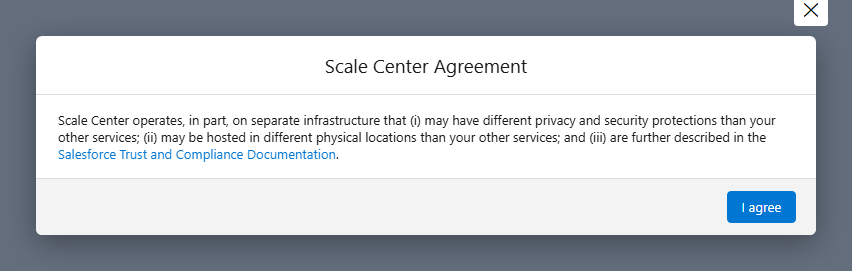 Scale Center Agreement
Scale Center operates, in part, on separate infrastructure that (i) may have different privacy and security protections than your
other services; (ii) may be hosted in different physical locations than your other services; and (iii) are further described in the
Salesforce Trust and Compliance Documentation.
I agree